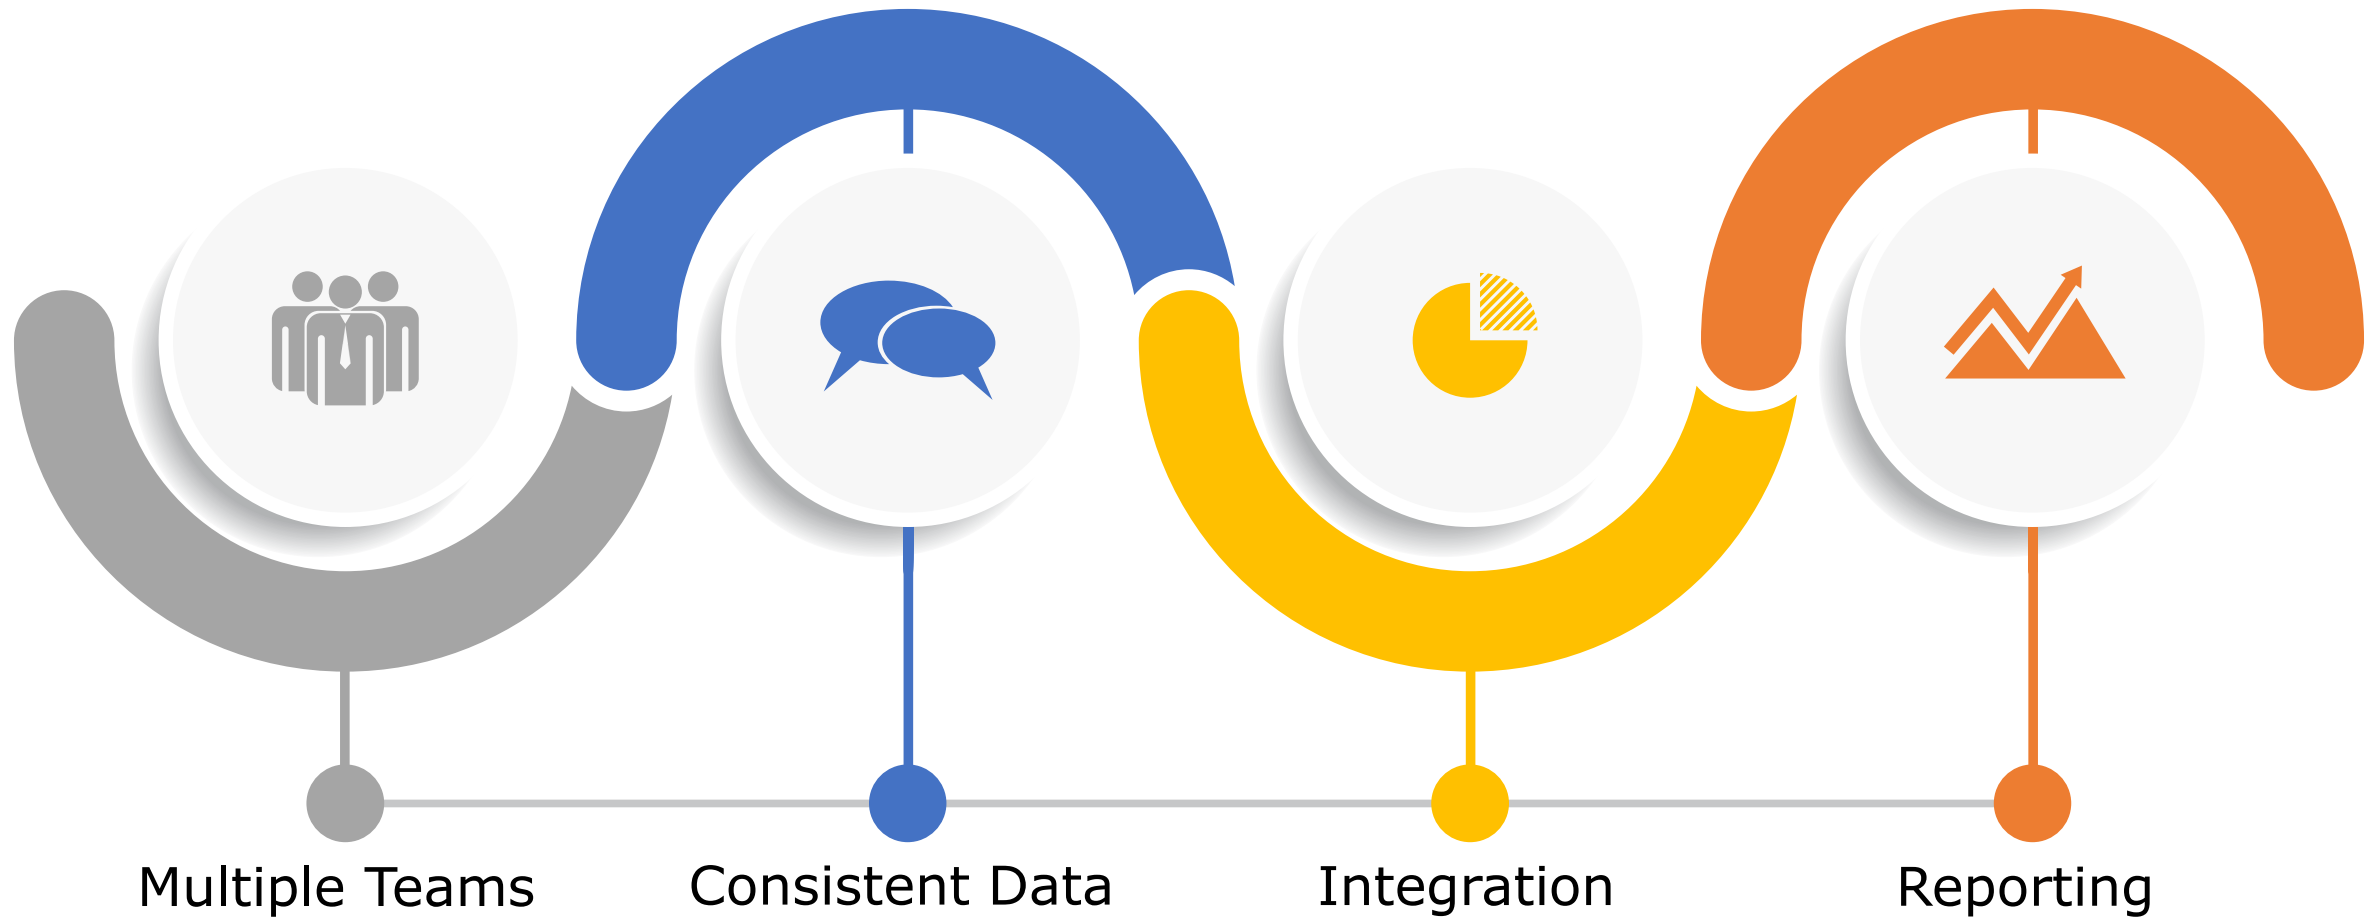 Multiple Teams
Consistent Data
Integration
Reporting